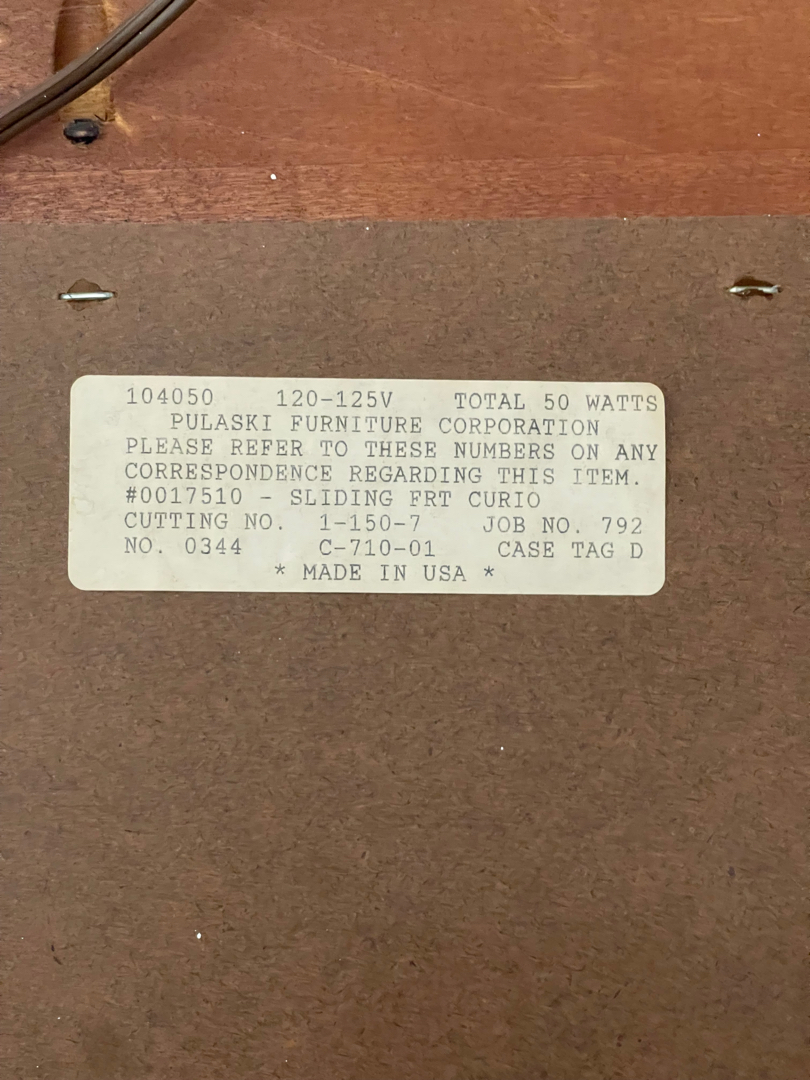 104050 120-125V TOTAL 50 WATTS
PULASKI FURNITURE CORPORATION
PLEASE REFER TO THESE NUMBERS ON ANY
CORRESPONDENCE REGARDING THIS ITEM.
#0017510 - SLIDING FRT CURIO
CUTTING NO. 1-150-7 JOB NO. 792
NO. 0344 C-710-01 CASE TAG D
* MADE IN USA *